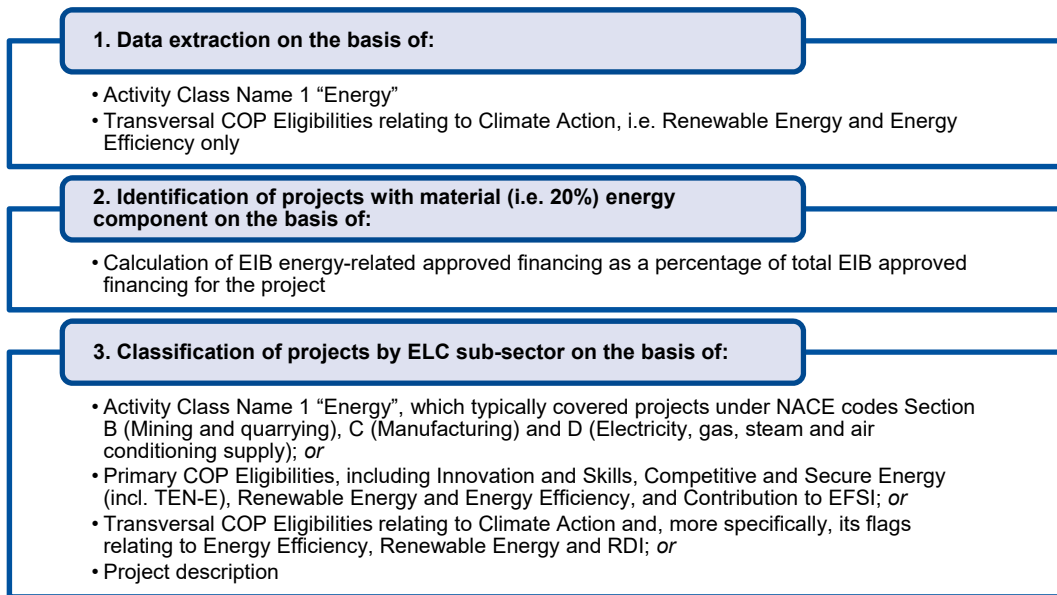 1. Data extraction on the basis of:
• Activity Class Name 1 “Energy”
• Transversal COP Eligibilities relating to Climate Action, i.e. Renewable Energy and Energy
Efficiency only
2. Identification of projects with material (i.e. 20%) energy
component on the basis of:
• Calculation of EIB energy-related approved financing as a percentage of total EIB approved
financing for the project
3. Classification of projects by ELC sub-sector on the basis of:
• Activity Class Name 1 “Energy”, which typically covered projects under NACE codes Section
B (Mining and quarrying), C (Manufacturing) and D (Electricity, gas, steam and air
conditioning supply); or
• Primary COP Eligibilities, including Innovation and Skills, Competitive and Secure Energy
(incl. TEN-E), Renewable Energy and Energy Efficiency, and Contribution to EFSI; or
• Transversal COP Eligibilities relating to Climate Action and, more specifically, its flags
relating to Energy Efficiency, Renewable Energy and RDI; or
• Project description